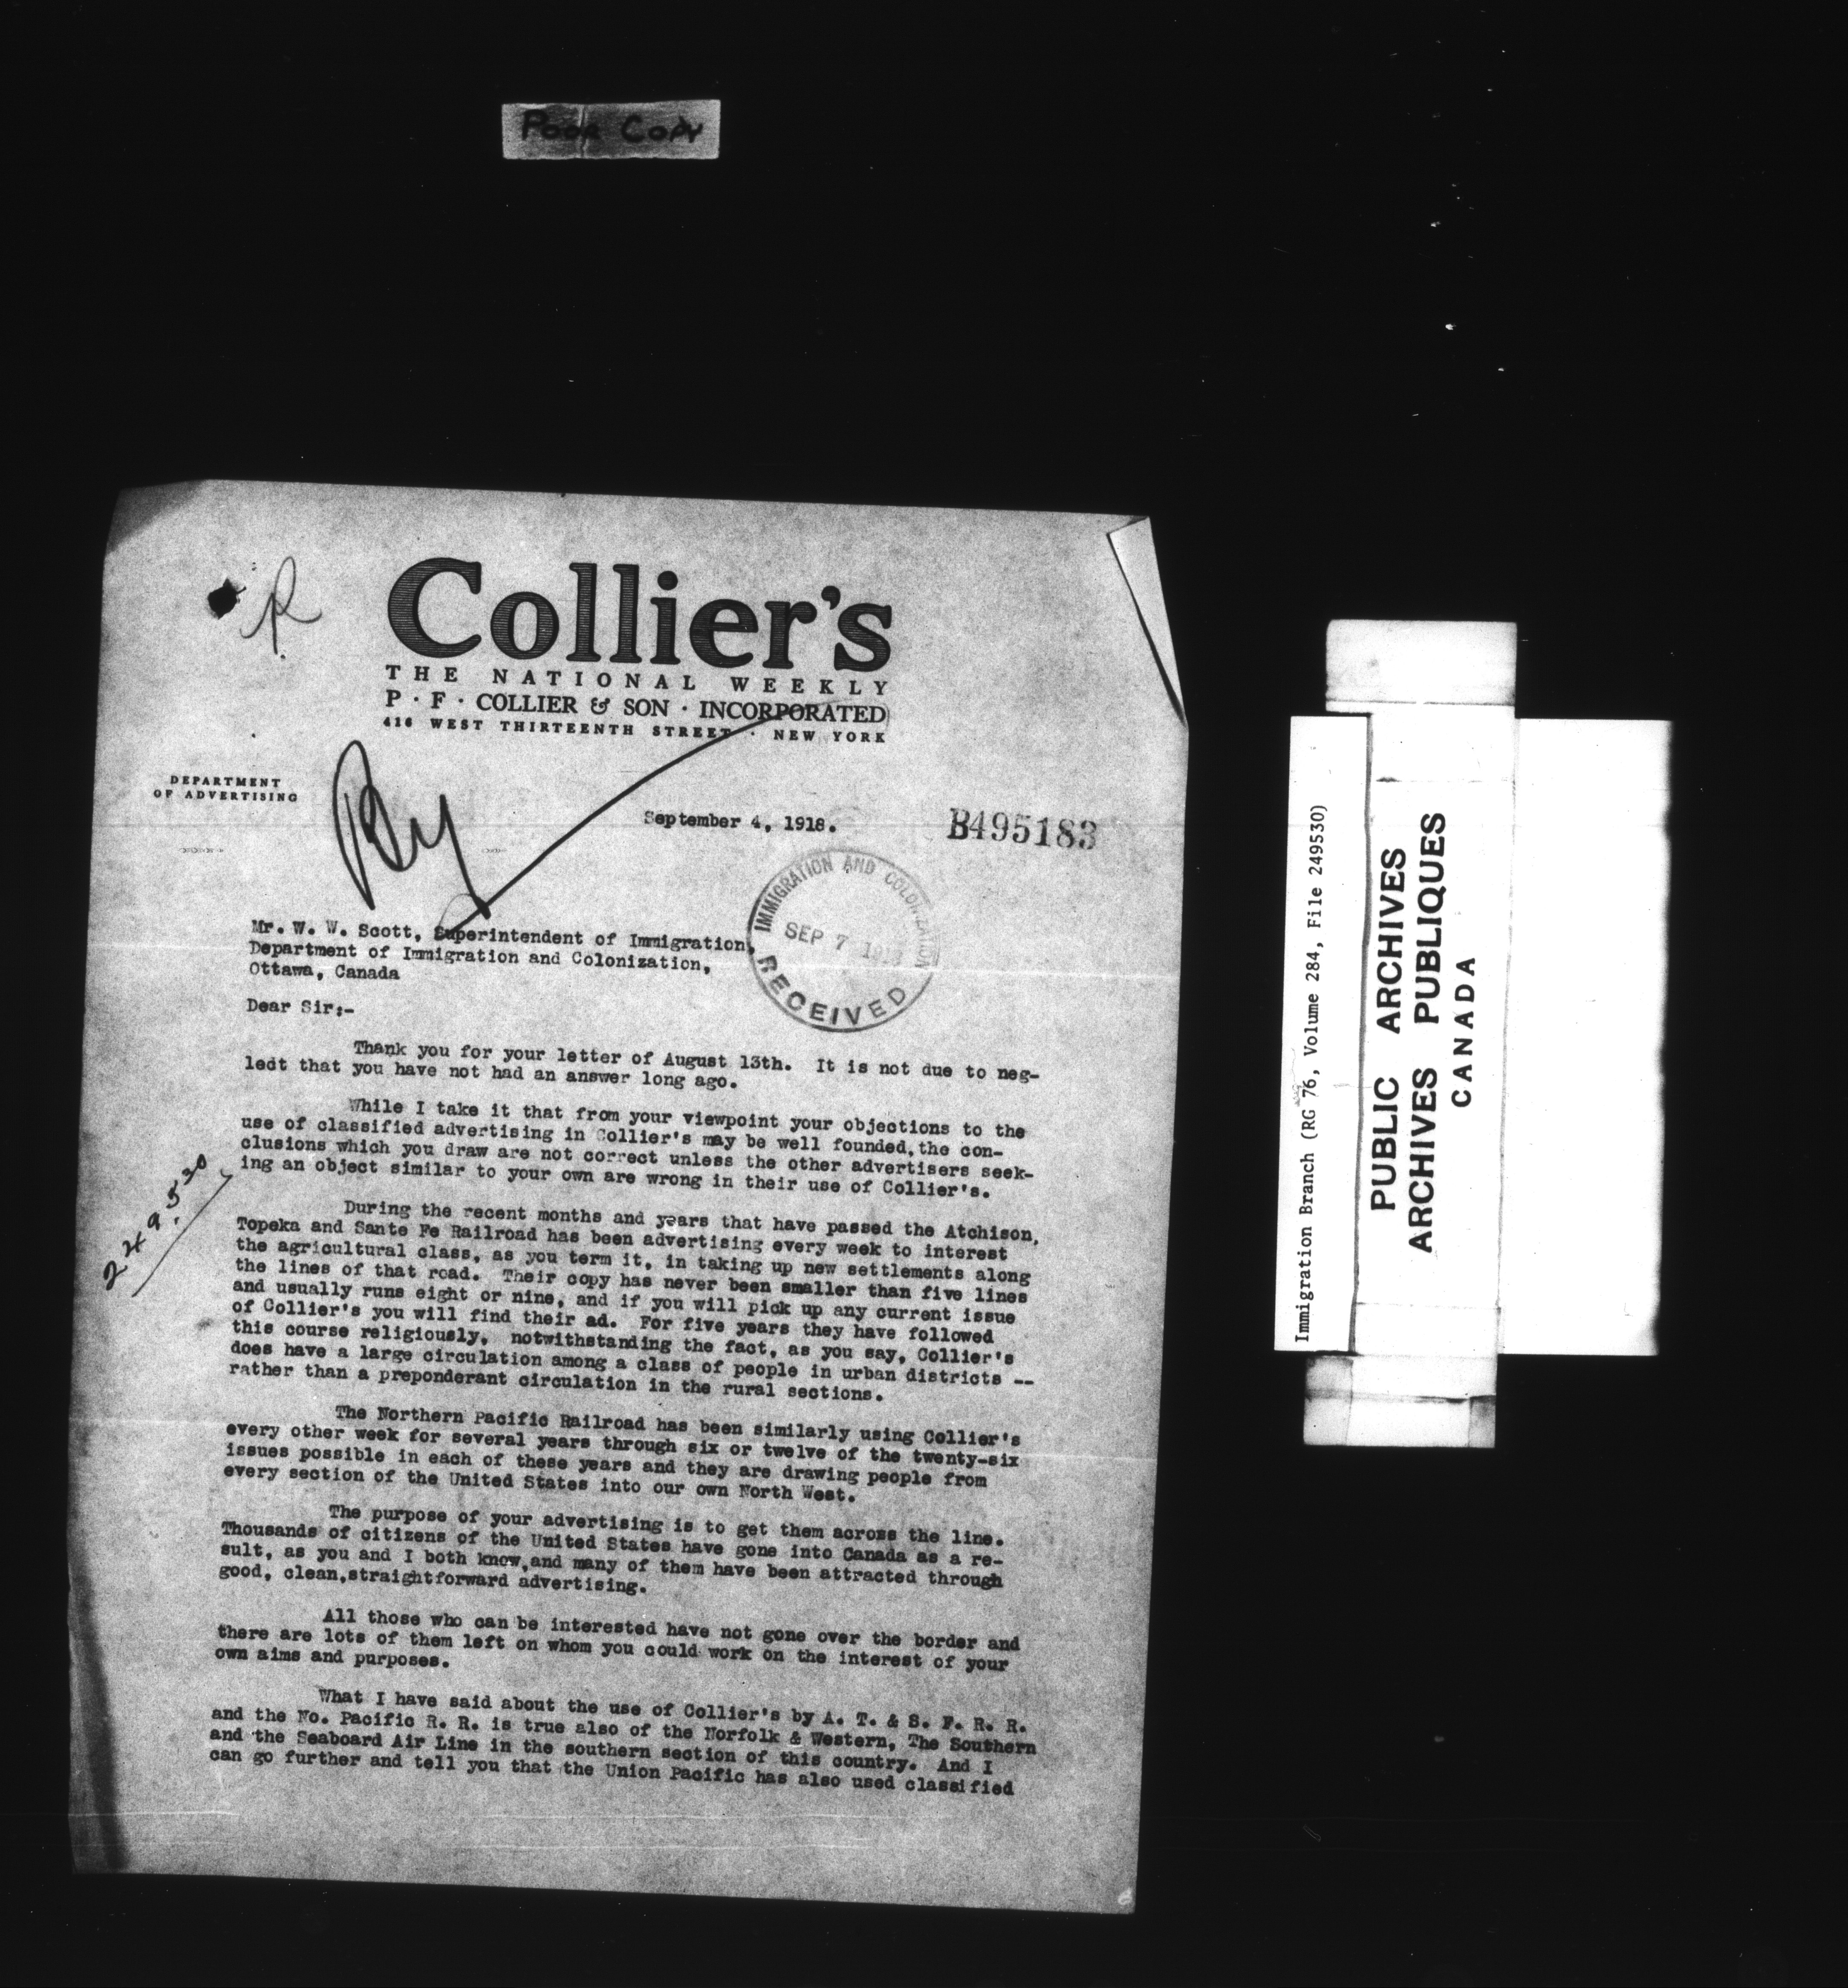 Poor Copy
R
Collier's
THE NATIONAL WEEKLY
P · F · COLLIER & SON · INCORPORATED
416 WEST THIRTEENTH STREET · NEW YORK
DEPARTMENT
OF ADVERTISING
September 4, 1918.
B495183
IMMIGRATION AND COLONIZATION
SEP 7 1918
RECEIVED
Mr. W. W. Scott, Superintendent of Immigration,
Department of Immigration and Colonization,
Ottawa, Canada
Dear Sir:-
Thank you for your letter of August 13th. It is not due to neg-
lect that you have not had an answer long ago.
While I take it that from your viewpoint your objections to the
use of classified advertising in Collier's may be well founded, the con-
clusions which you draw are not correct unless the other advertisers seek-
ing an object similar to your own are wrong in their use of Collier's.
249530
During the recent months and years that have passed the Atchison,
Topeka and Sante Fe Railroad has been advertising every week to interest
the agricultural class, as you term it, in taking up new settlements along
the lines of that road. Their copy has never been smaller than five lines
and usually runs eight or nine, and if you will pick up any current issue
of Collier's you will find their ad. For five years they have followed
this course religiously, notwithstanding the fact, as you say, Collier's
does have a large circulation among a class of people in urban districts --
rather than a preponderant circulation in the rural sections.
The Northern Pacific Railroad has been similarly using Collier's
every other week for several years through six or twelve of the twenty-six
issues possible in each of these years and they are drawing people from
every section of the United States into our own North West.
The purpose of your advertising is to get them across the line.
Thousands of citizens of the United States have gone into Canada as a re-
sult, as you and I both know,and many of them have been attracted through
good, clean,straightforward advertising.
All those who can be interested have not gone over the border and
there are lots of them left on whom you could work on the interest of your
own aims and purposes.
What I have said about the use of Collier's by A. T. & S. F. R. R.
and the No. Pacific R. R. is true also of the Norfolk & Western, The Southern
and the Seaboard Air Line in the southern section of this country. And I
can go further and tell you that the Union Pacific has also used classified
Immigration Branch (RG 76, Volume 284, File 249530)
PUBLIC ARCHIVES
ARCHIVES PUBLIQUES
CANADA